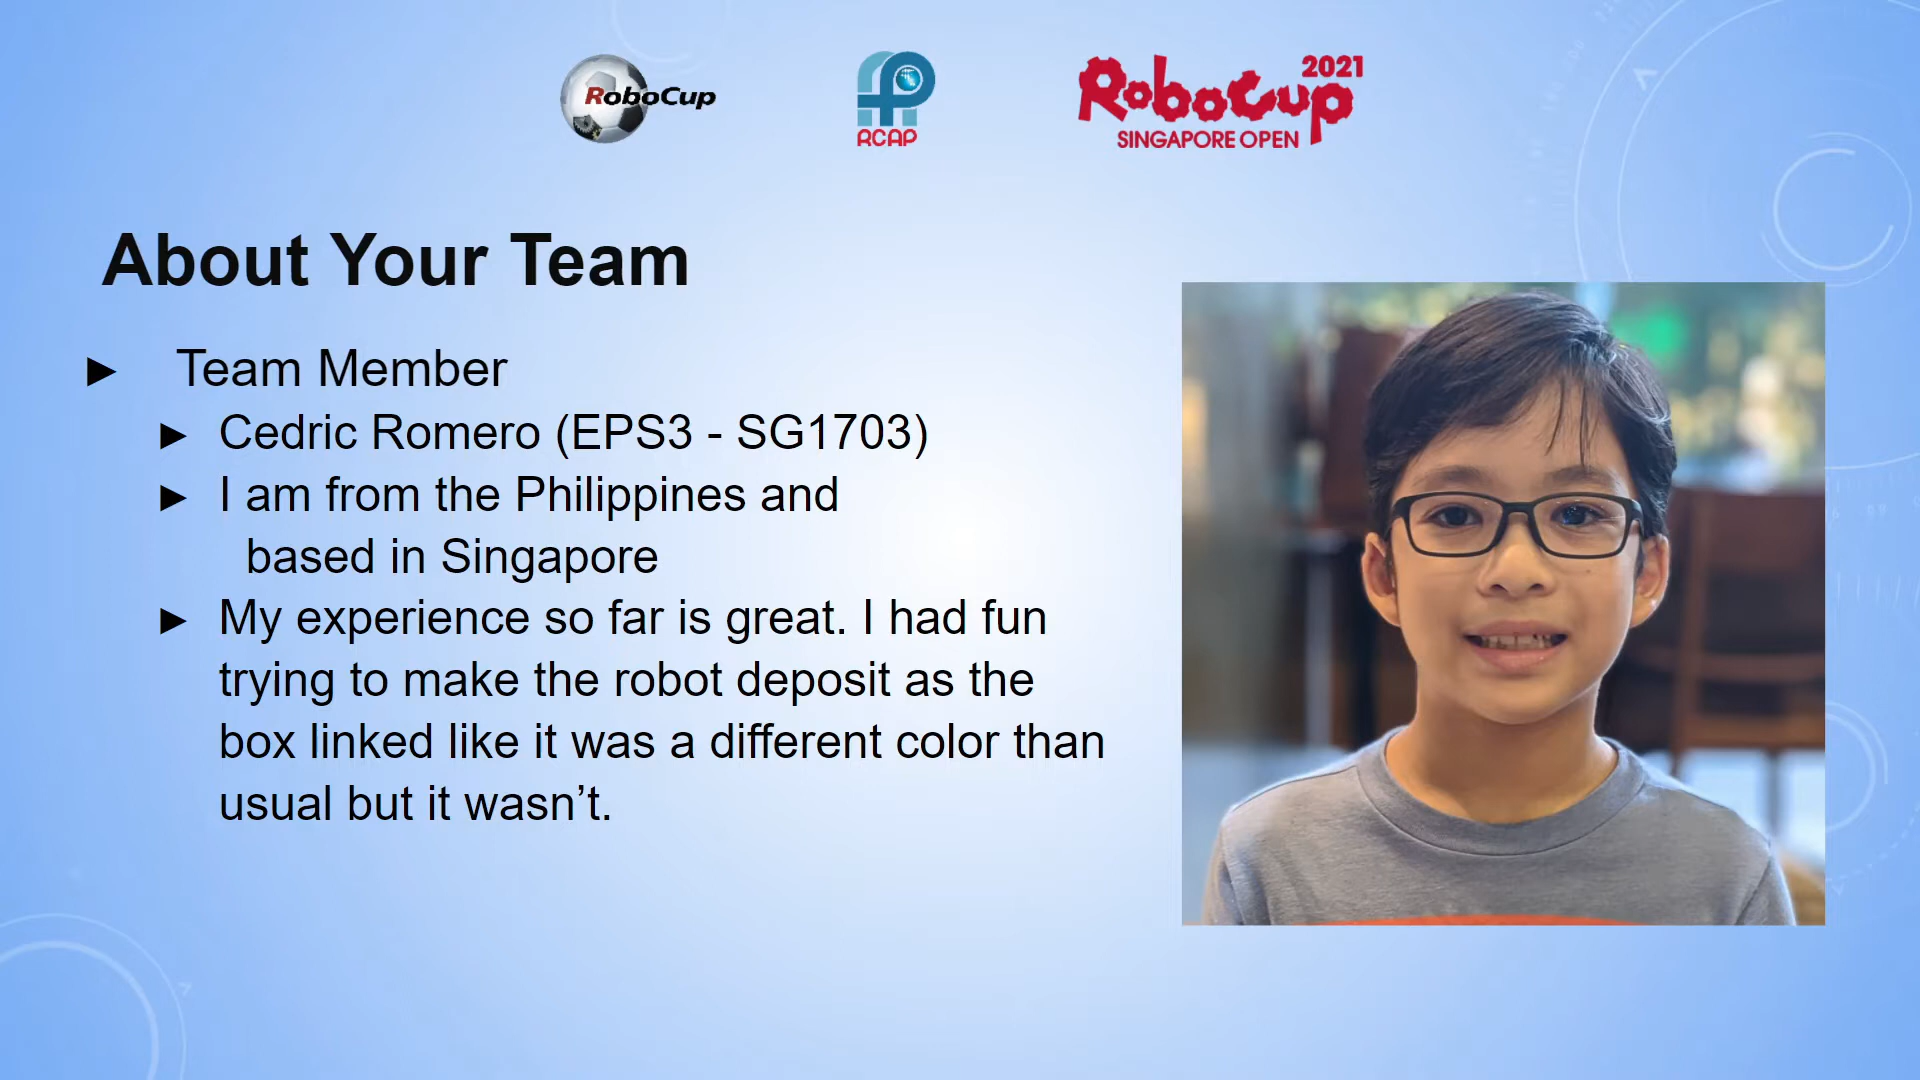 RoboCup
RCAP
RoboCup 2021
SINGAPORE OPEN
About Your Team
► Team Member
► Cedric Romero (EPS3 - SG1703)
► I am from the Philippines and
based in Singapore
► My experience so far is great. I had fun
trying to make the robot deposit as the
box linked like it was a different color than
usual but it wasn’t.